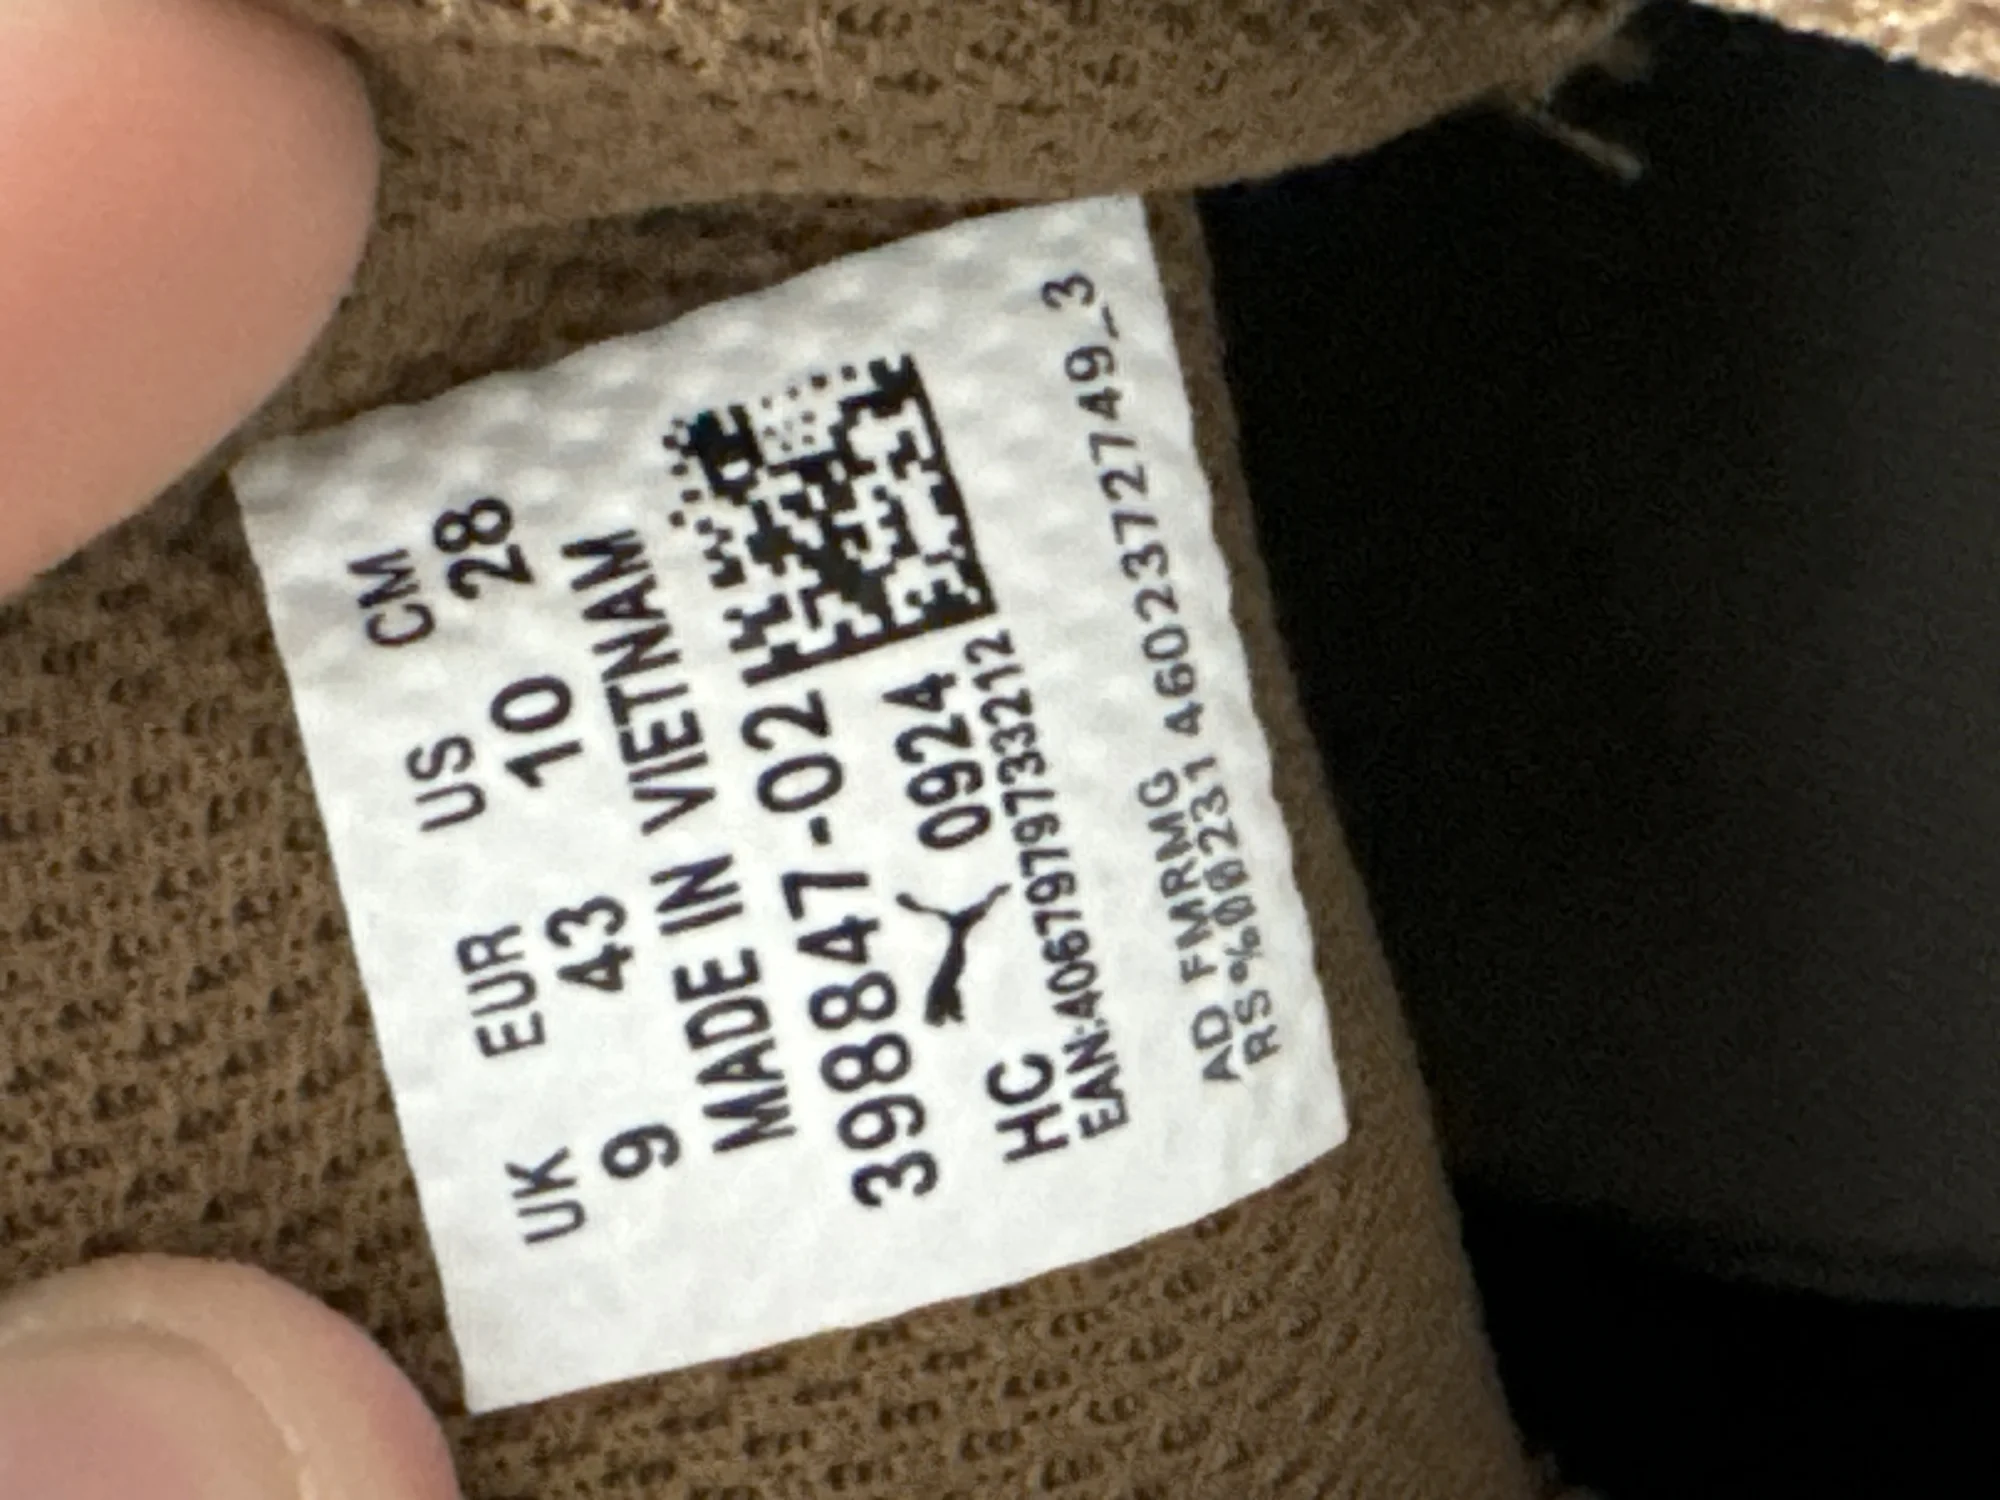 UK EUR US CM
9 43 10 28
MADE IN VIETNAM
398847-02
HC 0924
EAN:4067979733212
AD FMRMG
RS%00231 4602372749_3